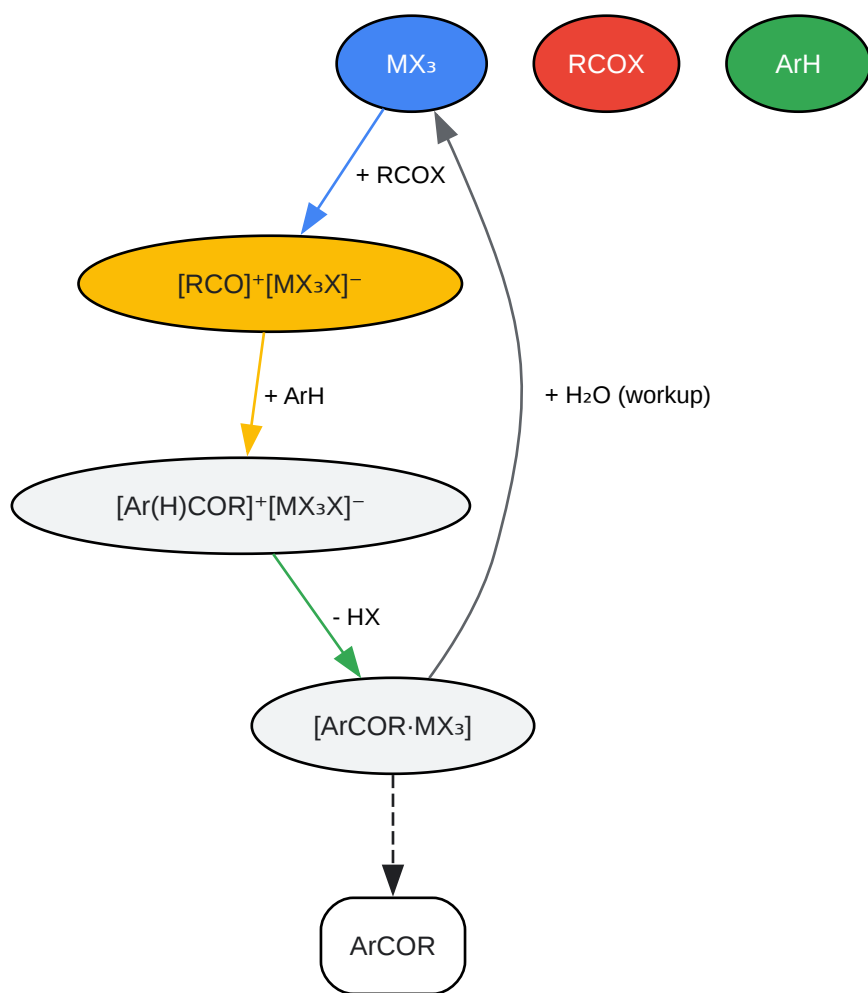 MX₃
RCOX
ArH
+ RCOX
[RCO]⁺[MX₃X]⁻
+ ArH
+ H₂O (workup)
[Ar(H)COR]⁺[MX₃X]⁻
- HX
[ArCOR·MX₃]
ArCOR